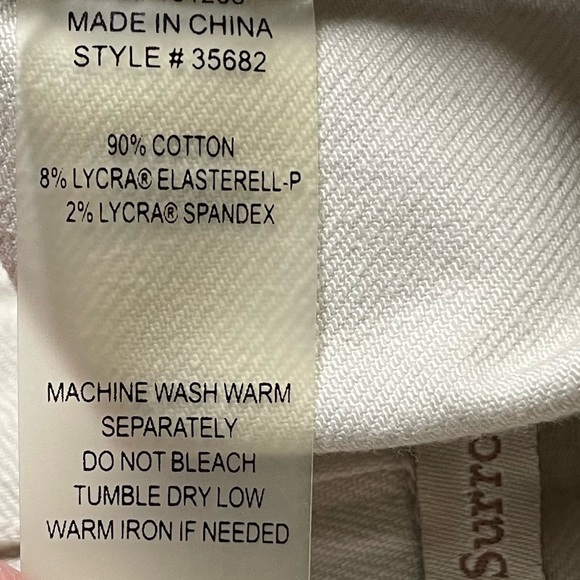 MADE IN CHINA
STYLE # 35682
90% COTTON
8% LYCRA® ELASTERELL-P
2% LYCRA® SPANDEX
MACHINE WASH WARM
SEPARATELY
DO NOT BLEACH
TUMBLE DRY LOW
WARM IRON IF NEEDED